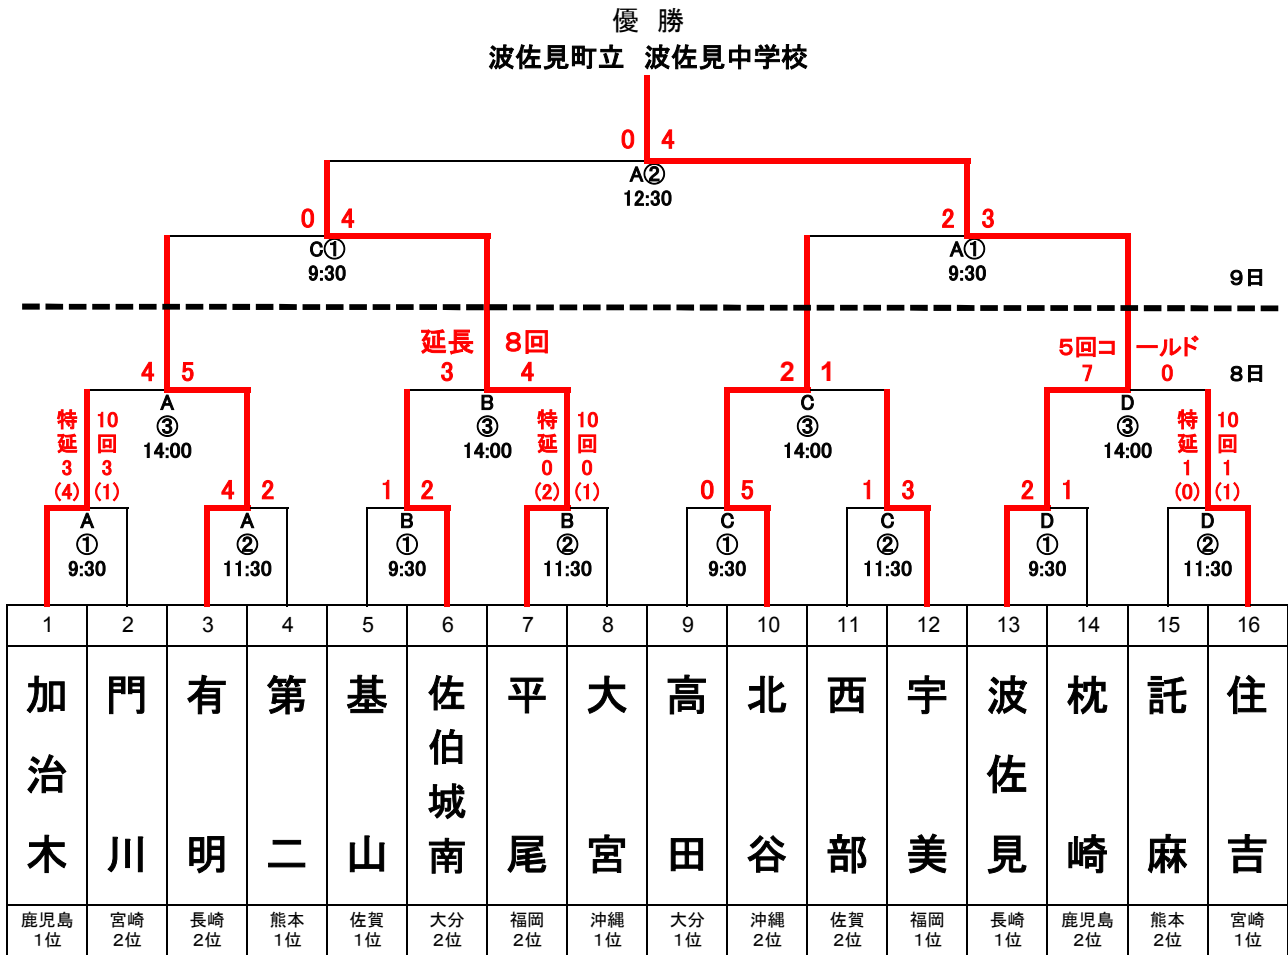 優 勝
波佐見町立 波佐見中学校
0 4
A②
12:30
0 4
2 3
C①
9:30
A①
9:30
9日
延長 8回
5回コールド
4 5
3 4
2 1
7 0
8日
A
③
14:00
B
③
14:00
C
③
14:00
D
③
14:00
特延 10回
3 3
(4) (1)
4 2
1 2
特延 10回
0 0
(2) (1)
0 5
1 3
2 1
特延 10回
1 1
(0) (1)
A
①
9:30
A
②
11:30
B
①
9:30
B
②
11:30
C
①
9:30
C
②
11:30
D
①
9:30
D
②
11:30
1 2 3 4 5 6 7 8 9 10 11 12 13 14 15 16
加治木
門川
有明
第二
基山
佐伯城南
平尾
大宮
高田
北谷
西部
宇美
波佐見
枕崎
託麻
住吉
鹿児島 宮崎 長崎 熊本 佐賀 大分 福岡 沖縄 大分 沖縄 佐賀 福岡 長崎 鹿児島 熊本 宮崎
1位 2位 2位 1位 1位 2位 2位 1位 1位 2位 2位 1位 1位 2位 2位 1位